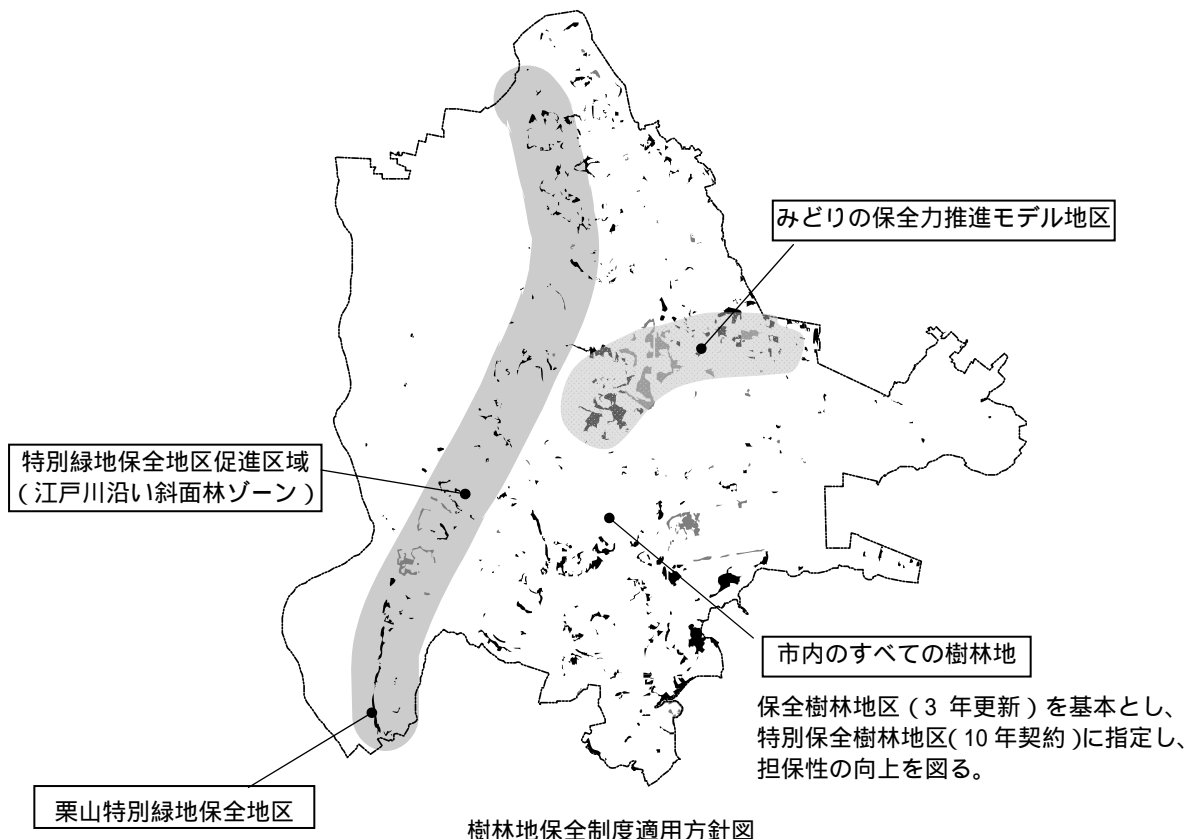 みどりの保全力推進モデル地区
特別緑地保全地区促進区域
(江戸川沿い斜面林ゾーン)
市内のすべての樹林地
保全樹林地区(3 年更新)を基本とし、
特別保全樹林地区(10 年契約)に指定し、
担保性の向上を図る。
栗山特別緑地保全地区
樹林地保全制度適用方針図